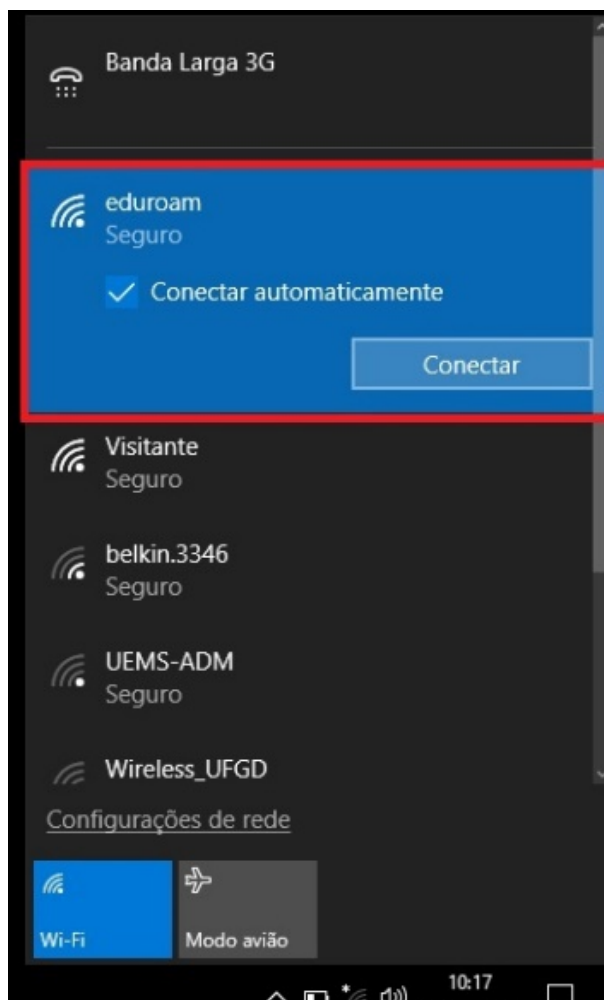 Banda Larga 3G
eduroam
Seguro
Conectar automaticamente
Conectar
Visitante
Seguro
belkin.3346
Seguro
UEMS-ADM
Seguro
Wireless_UFGD
Configurações de rede
Wi-Fi
Modo avião
10:17